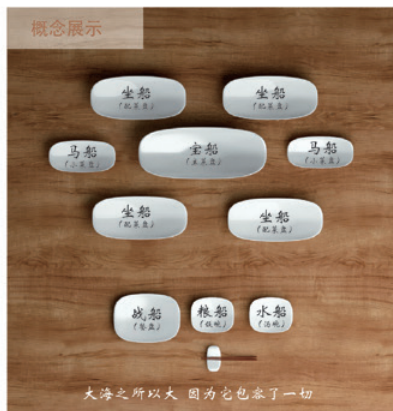 概念展示
坐船
(配菜盘)
坐船
(配菜盘)
马船
(小菜盘)
宝船
(主菜盘)
马船
(小菜盘)
坐船
(配菜盘)
坐船
(配菜盘)
战船
(垫盘)
粮船
(饭碗)
水船
(汤碗)
大海之所以大 因为它包容了一切